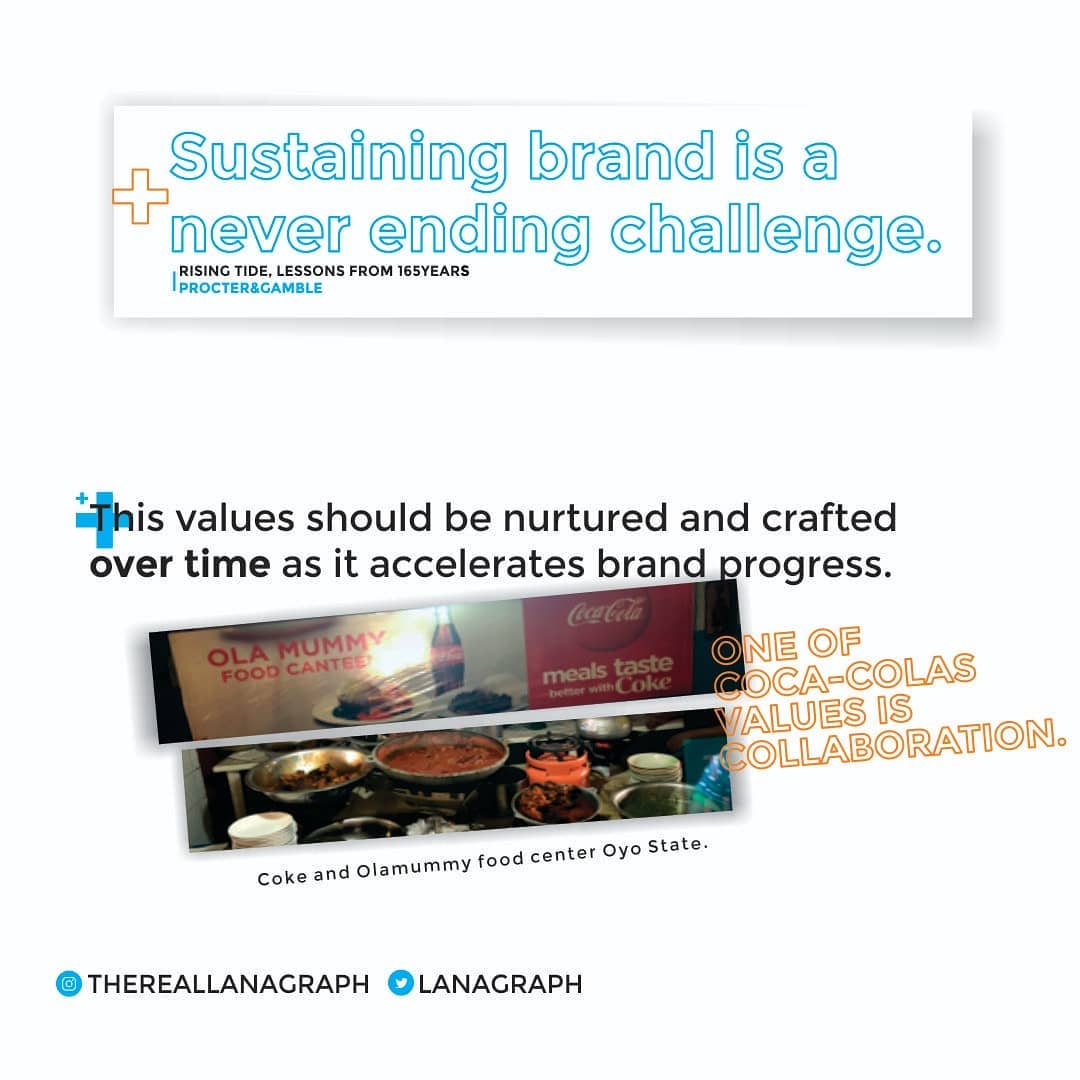 Sustaining brand is a
never ending challenge.
RISING TIDE, LESSONS FROM 165YEARS
PROCTER&GAMBLE
This values should be nurtured and crafted
over time as it accelerates brand progress.
OLA MUMMY
FOOD CANTEE
Coca-Cola
meals taste
better with Coke
ONE OF
COCA-COLAS
VALUES IS
COLLABORATION.
Coke and Olamummy food center Oyo State.
THEREALLANAGRAPH LANAGRAPH